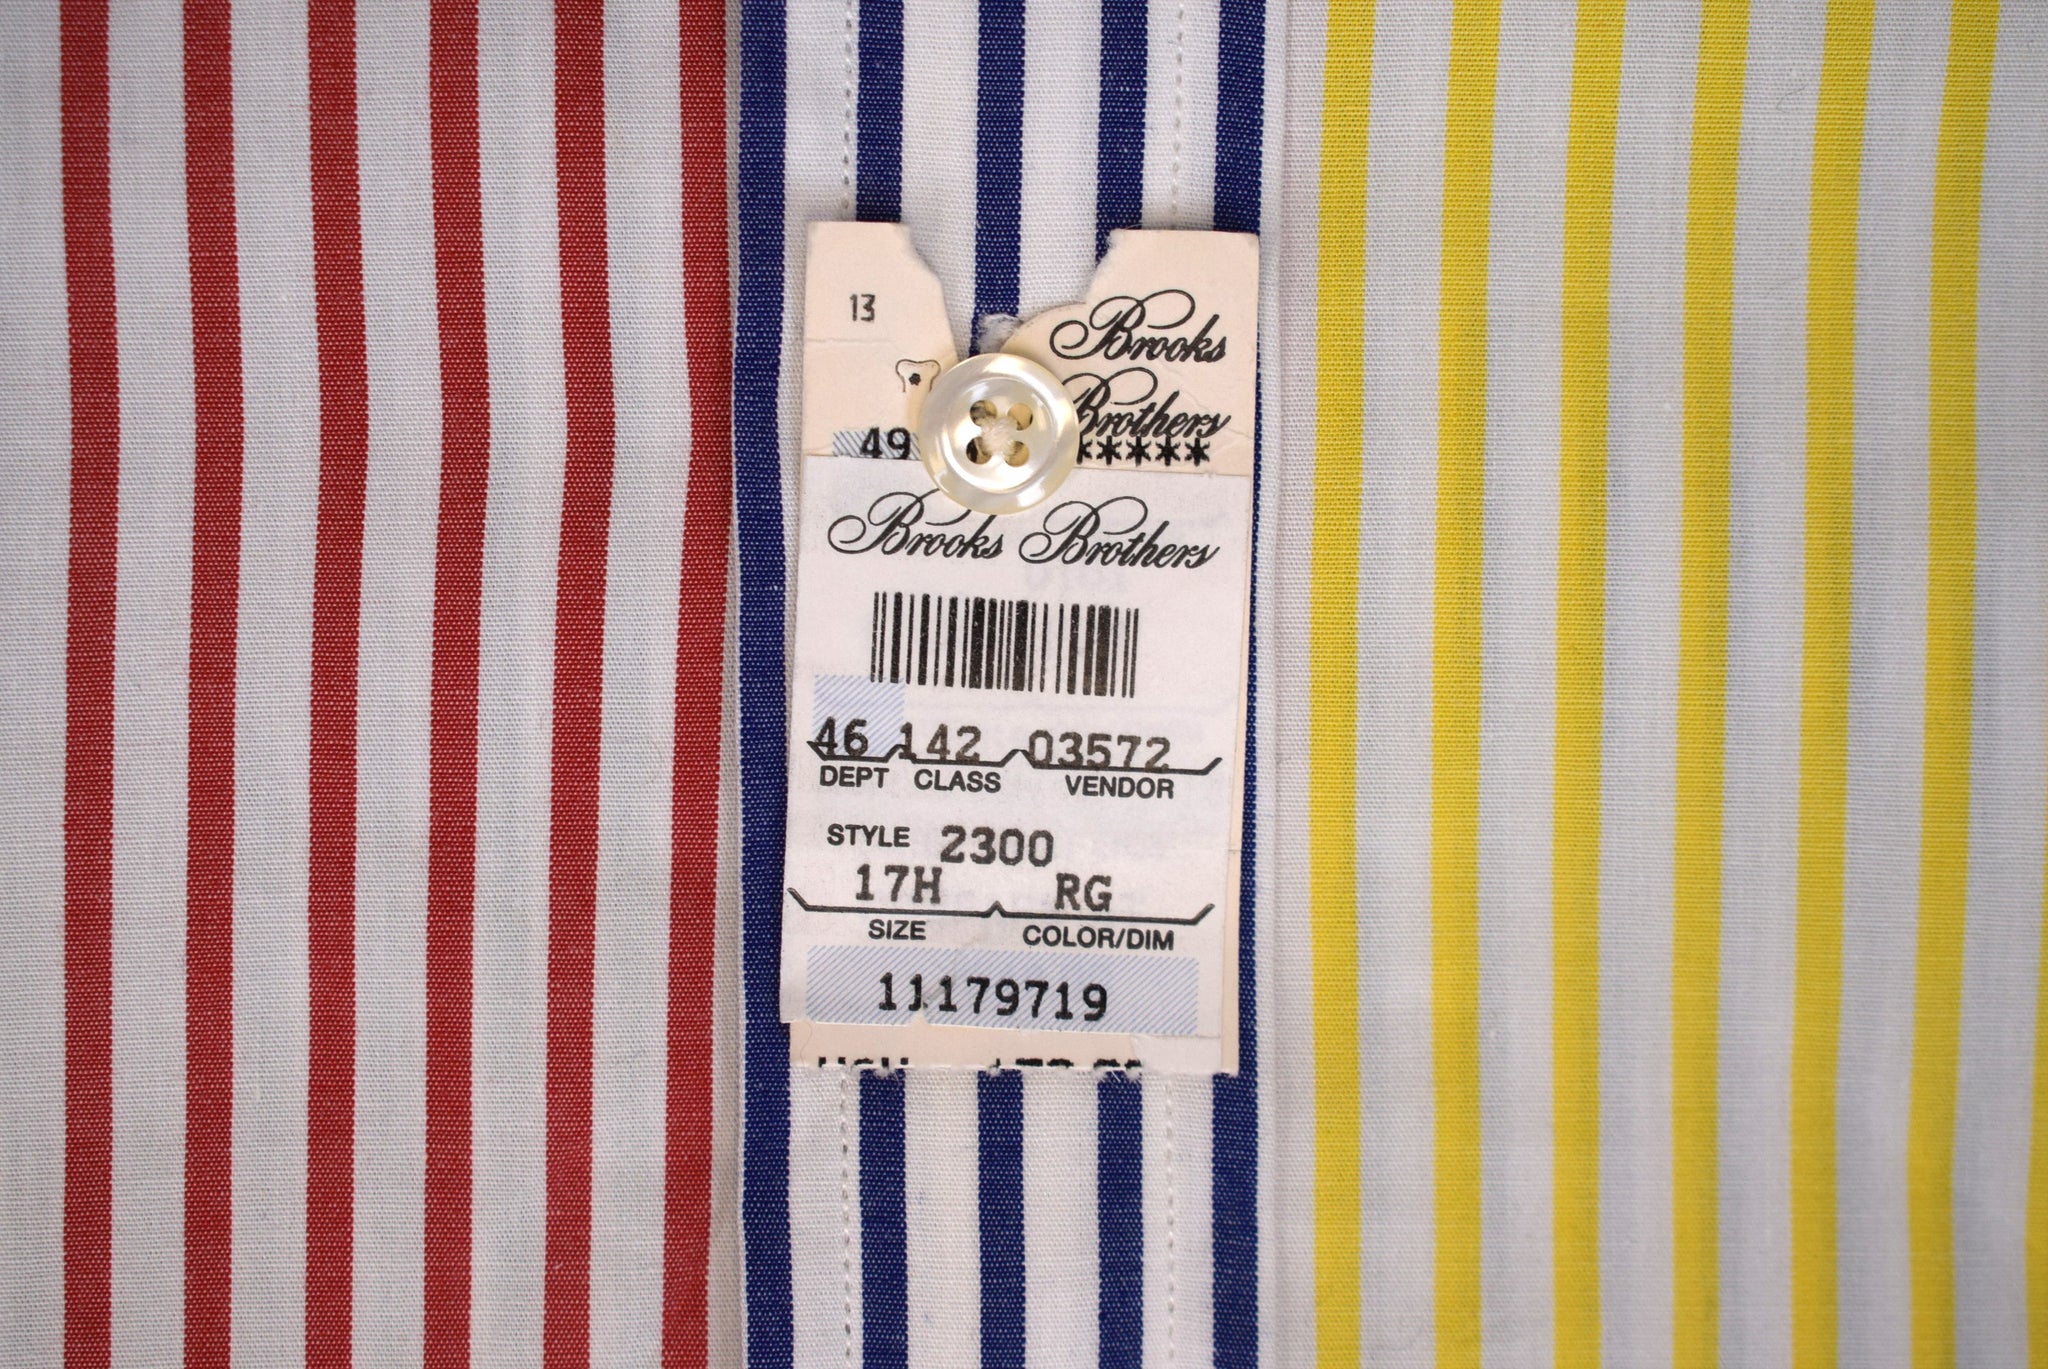 13
Brooks
Brothers
49 *****
Brooks Brothers
46 142 03572
DEPT CLASS VENDOR
STYLE 2300
17H RG
SIZE COLOR/DIM
11179719